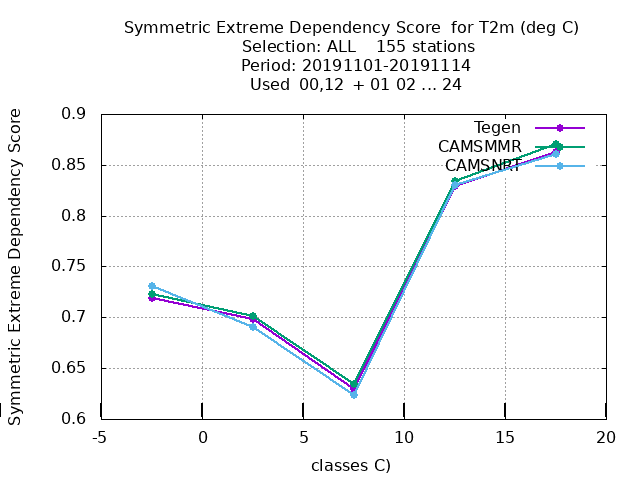 Symmetric Extreme Dependency Score for T2m (deg C)
Selection: ALL 155 stations
Period: 20191101-20191114
Used 00,12 + 01 02 ... 24
Symmetric Extreme Dependency Score
0.9
0.85
0.8
0.75
0.7
0.65
0.6
Tegen
CAMSMMR
CAMSNRT
-5
0
5
10
15
20
classes C)